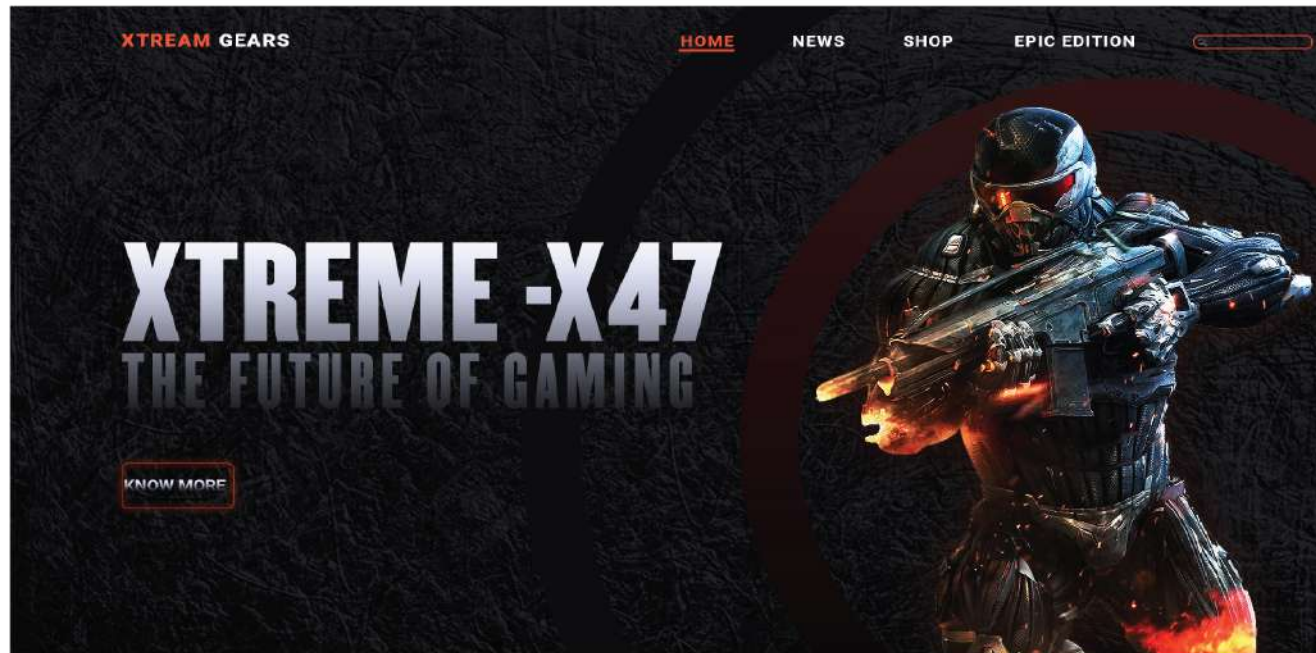 XTREAM GEARS
HOME NEWS SHOP EPIC EDITION
XTREME -X47
THE FUTURE OF GAMING
KNOW MORE